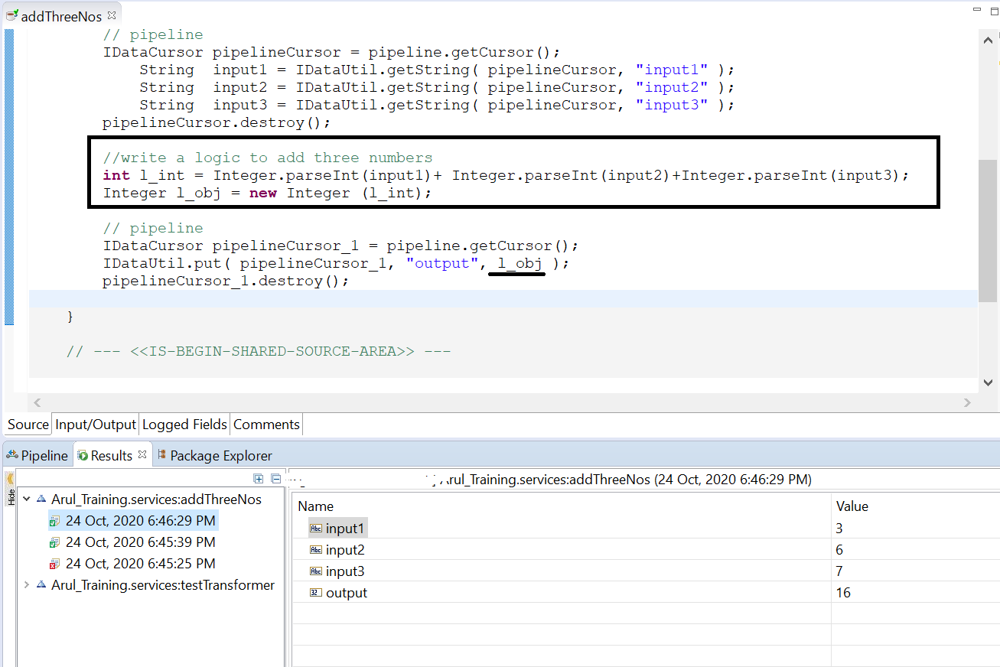 addThreeNos
// pipeline
IDataCursor pipelineCursor = pipeline.getCursor();
String  input1 = IDataUtil.getString( pipelineCursor, "input1" );
String  input2 = IDataUtil.getString( pipelineCursor, "input2" );
String  input3 = IDataUtil.getString( pipelineCursor, "input3" );
pipelineCursor.destroy();
//write a logic to add three numbers
int l_int = Integer.parseInt(input1)+ Integer.parseInt(input2)+Integer.parseInt(input3);
Integer l_obj = new Integer (l_int);
// pipeline
IDataCursor pipelineCursor_1 = pipeline.getCursor();
IDataUtil.put( pipelineCursor_1, "output", l_obj );
pipelineCursor_1.destroy();
}
// --- <<IS-BEGIN-SHARED-SOURCE-AREA>> ---
Source Input/Output Logged Fields Comments
Pipeline Results Package Explorer
Hide
Arul_Training.services:addThreeNos
24 Oct, 2020 6:46:29 PM
24 Oct, 2020 6:45:39 PM
24 Oct, 2020 6:45:25 PM
Arul_Training.services:testTransformer
(24 Oct, 2020 6:46:29 PM)
Name Value
Abc input1 3
Abc input2 6
Abc input3 7
32 output 16